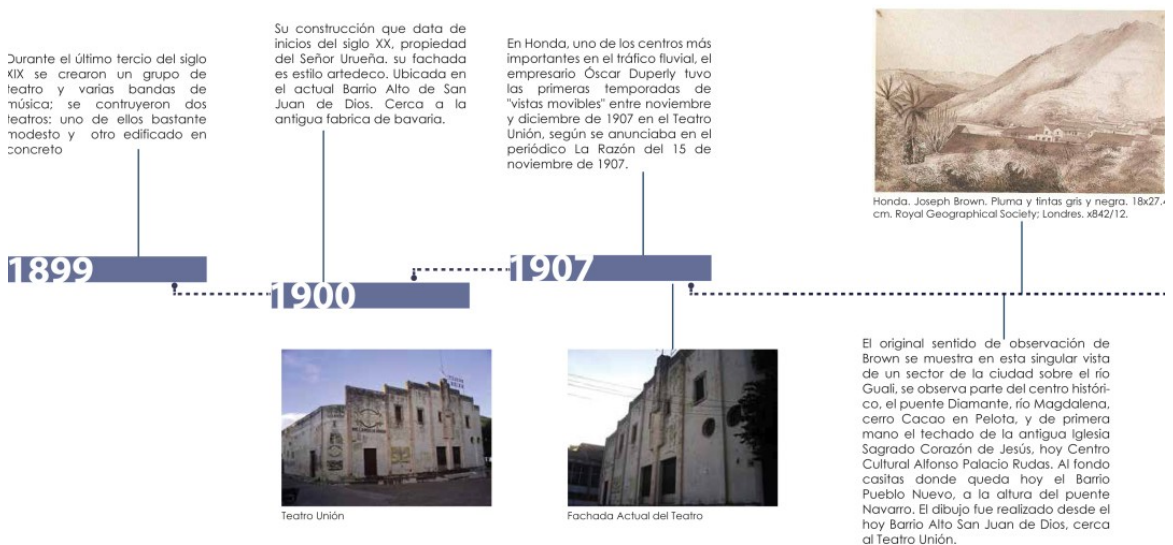 Durante el último tercio del siglo
XIX se crearon un grupo de
teatro y varias bandas de
música; se contruyeron dos
teatros: uno de ellos bastante
modesto y otro edificado en
concreto
1899
Su construcción que data de
inicios del siglo XX, propiedad
del Señor Urueña. su fachada
es estilo artedeco. Ubicada en
el actual Barrio Alto de San
Juan de Dios. Cerca a la
antigua fabrica de bavaria.
1900
Teatro Unión
En Honda, uno de los centros más
importantes en el tráfico fluvial, el
empresario Óscar Duperly tuvo
las primeras temporadas de
"vistas movibles" entre noviembre
y diciembre de 1907 en el Teatro
Unión, según se anunciaba en el
periódico La Razón del 15 de
noviembre de 1907.
1907
Fachada Actual del Teatro
Honda. Joseph Brown. Pluma y tintas gris y negra. 18x27.4
cm. Royal Geographical Society; Londres. x842/12.
El original sentido de observación de
Brown se muestra en esta singular vista
de un sector de la ciudad sobre el río
Guali, se observa parte del centro históri-
co, el puente Diamante, río Magdalena,
cerro Cacao en Pelota, y de primera
mano el techado de la antigua Iglesia
Sagrado Corazón de Jesús, hoy Centro
Cultural Alfonso Palacio Rudas. Al fondo
casitas donde queda hoy el Barrio
Pueblo Nuevo, a la altura del puente
Navarro. El dibujo fue realizado desde el
hoy Barrio Alto San Juan de Dios, cerca
al Teatro Unión.